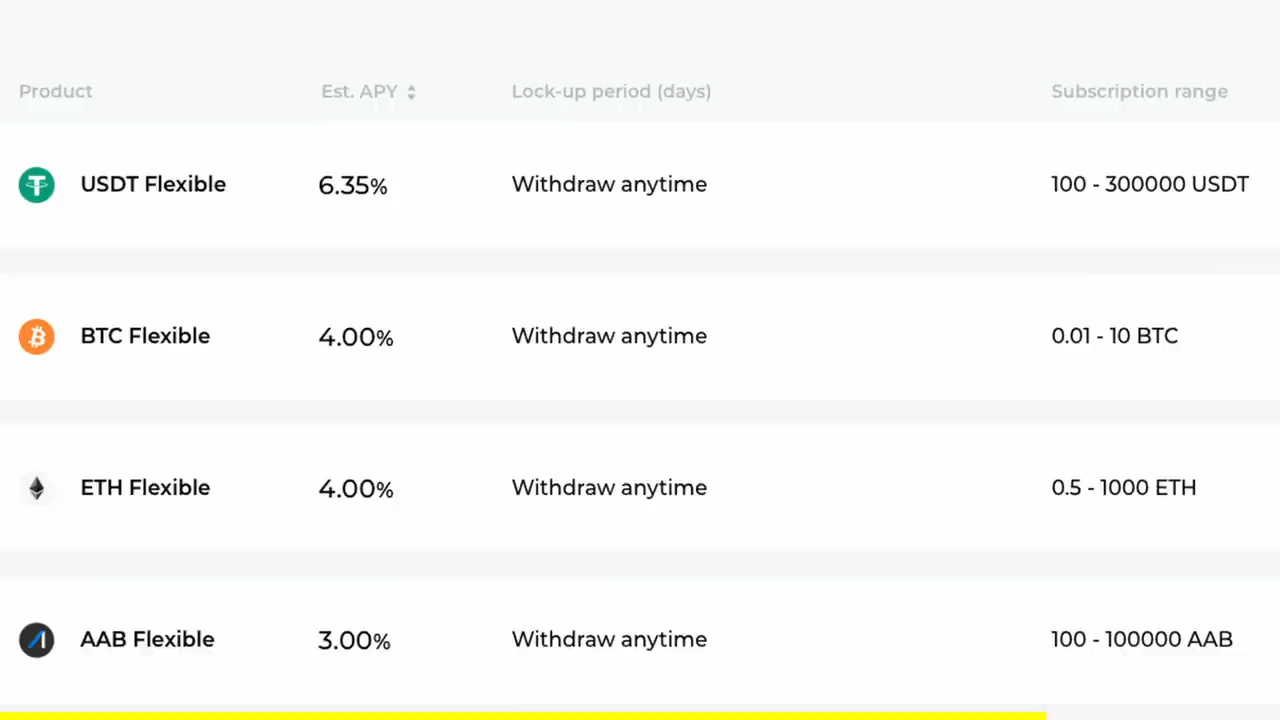 Product Est. APY Lock-up period (days) Subscription range
USDT Flexible 6.35% Withdraw anytime 100 - 300000 USDT
BTC Flexible 4.00% Withdraw anytime 0.01 - 10 BTC
ETH Flexible 4.00% Withdraw anytime 0.5 - 1000 ETH
AAB Flexible 3.00% Withdraw anytime 100 - 100000 AAB